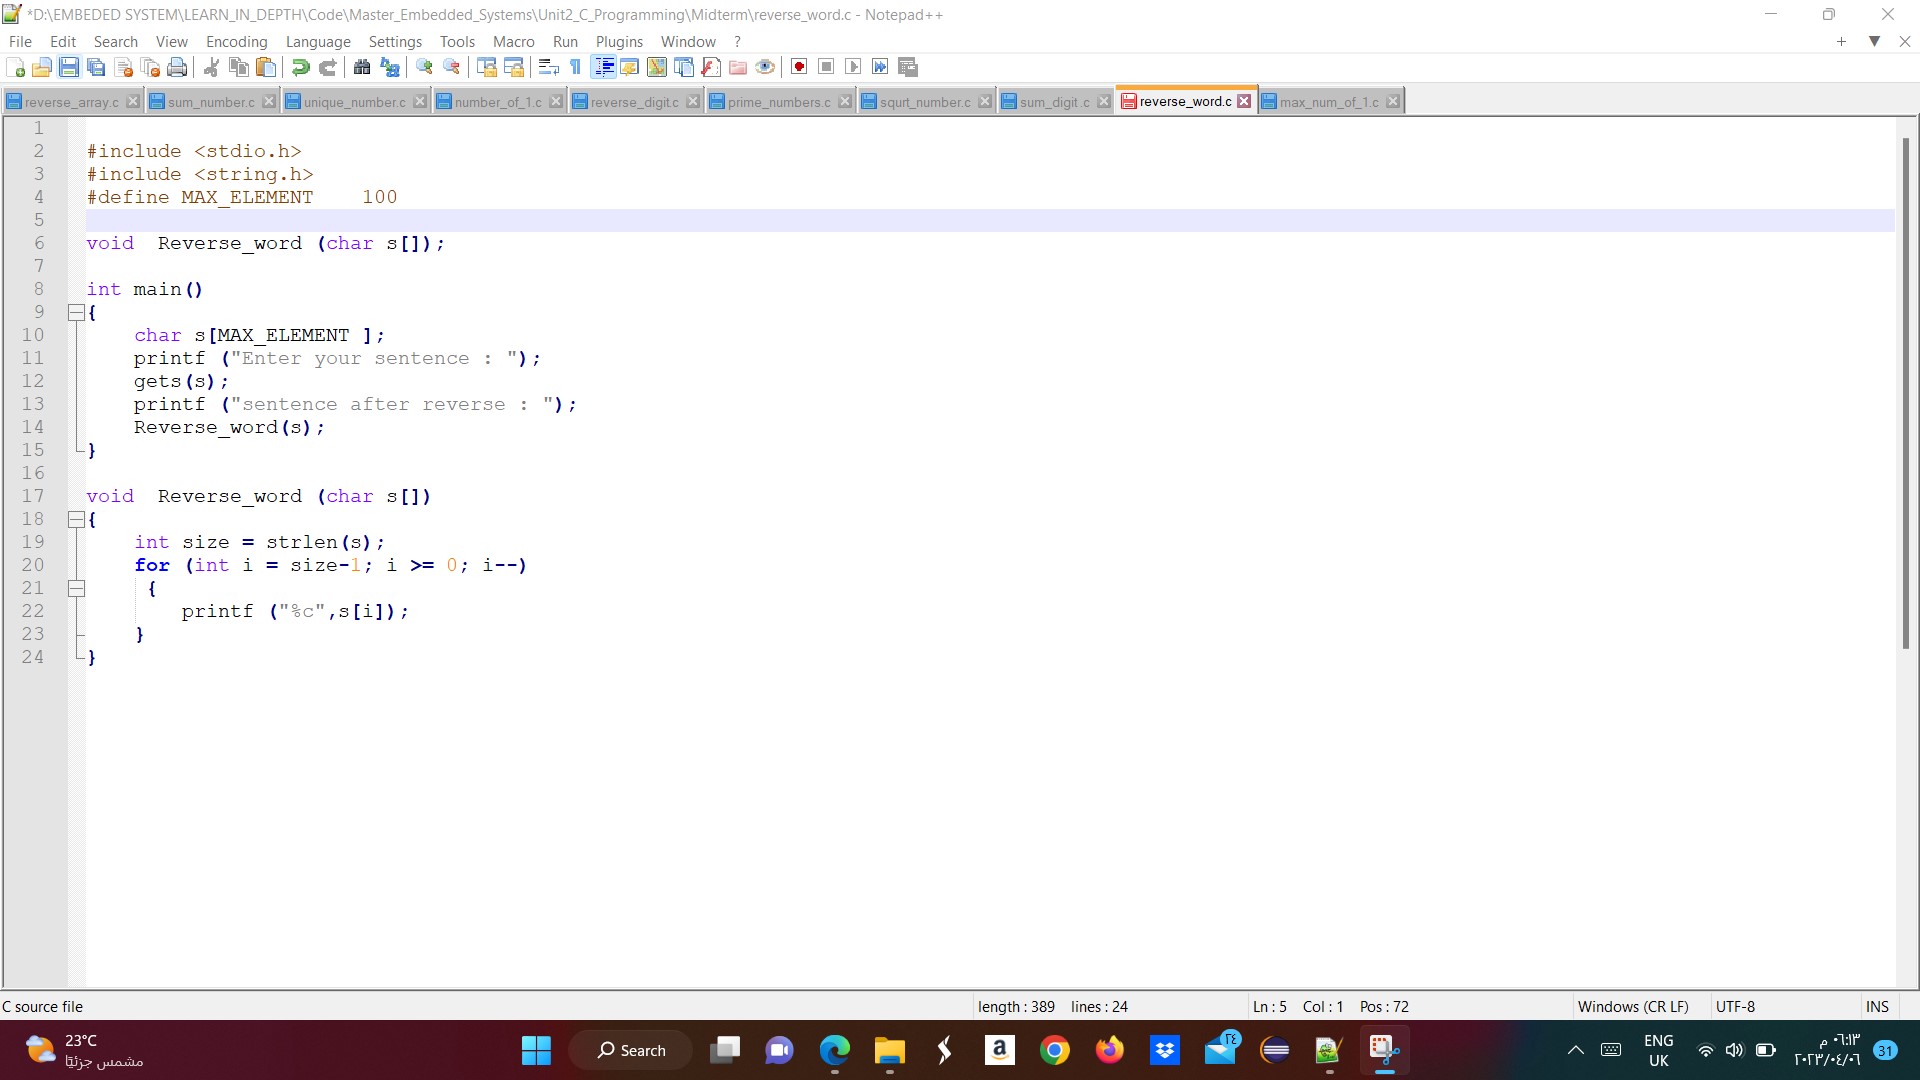 *D:\EMBEDED SYSTEM\LEARN_IN_DEPTH\Code\Master_Embedded_Systems\Unit2_C_Programming\Midterm\reverse_word.c - Notepad++
File Edit Search View Encoding Language Settings Tools Macro Run Plugins Window ?
reverse_array.c sum_number.c unique_number.c number_of_1.c reverse_digit.c prime_numbers.c squrt_number.c sum_digit.c reverse_word.c max_num_of_1.c
1
2 #include <stdio.h>
3 #include <string.h>
4 #define MAX_ELEMENT    100
5
6 void  Reverse_word (char s[]);
7
8 int main()
9 {
10     char s[MAX_ELEMENT ];
11     printf ("Enter your sentence : ");
12     gets(s);
13     printf ("sentence after reverse : ");
14     Reverse_word(s);
15 }
16
17 void  Reverse_word (char s[])
18 {
19     int size = strlen(s);
20     for (int i = size-1; i >= 0; i--)
21      {
22         printf ("%c",s[i]);
23     }
24 }
C source file length : 389 lines : 24 Ln : 5 Col : 1 Pos : 72 Windows (CR LF) UTF-8 INS
23°C
مشمس جزئيًا
Search
٢٤
ENG
UK
٠٦:١٣ م
٢٠٢٣/٠٤/٠٦
31